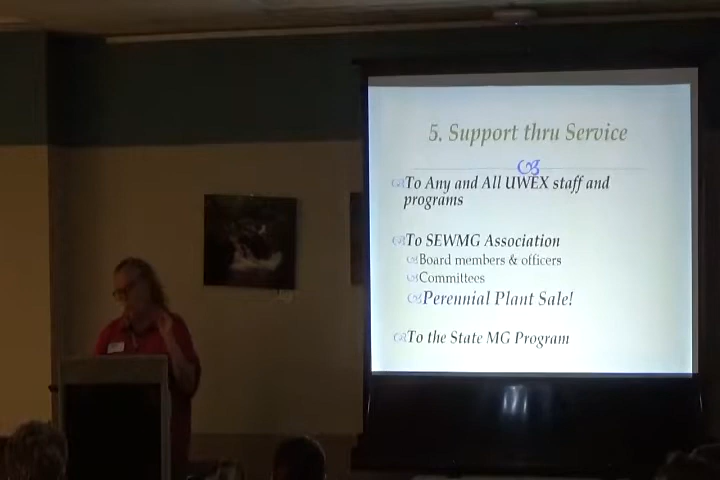 5. Support thru Service
To Any and All UWEX staff and
programs
To SEWMG Association
Board members & officers
Committees
Perennial Plant Sale!
To the State MG Program